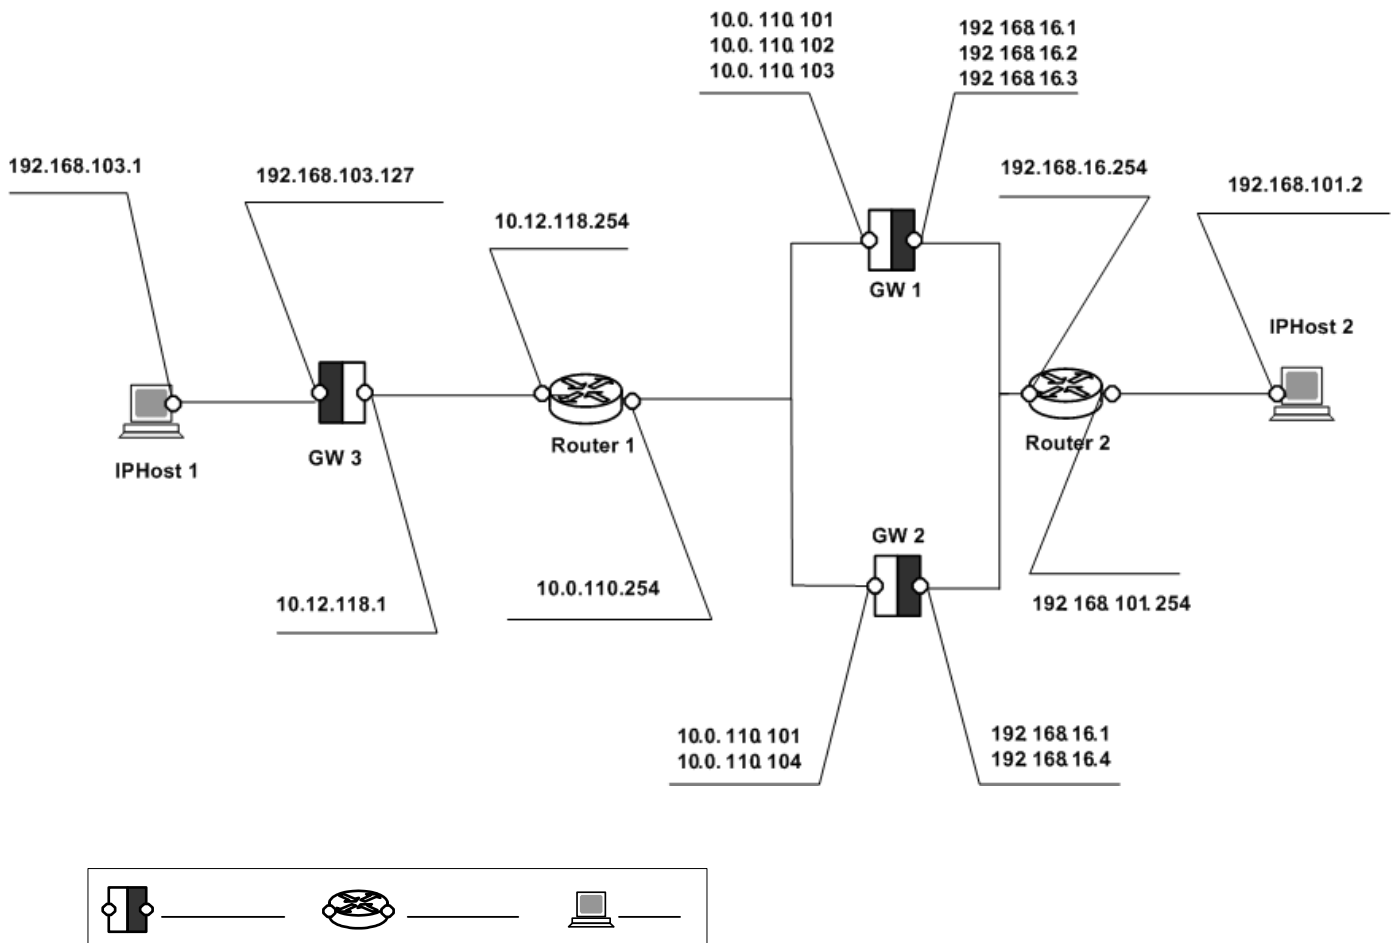 10.0.110.101
10.0.110.102
10.0.110.103
192.168.16.1
192.168.16.2
192.168.16.3
192.168.103.1
192.168.103.127
10.12.118.254
192.168.16.254
192.168.101.2
GW 1
IPHost 2
IPHost 1
GW 3
Router 1
Router 2
GW 2
10.12.118.1
10.0.110.254
192.168.101.254
10.0.110.101
10.0.110.104
192.168.16.1
192.168.16.4